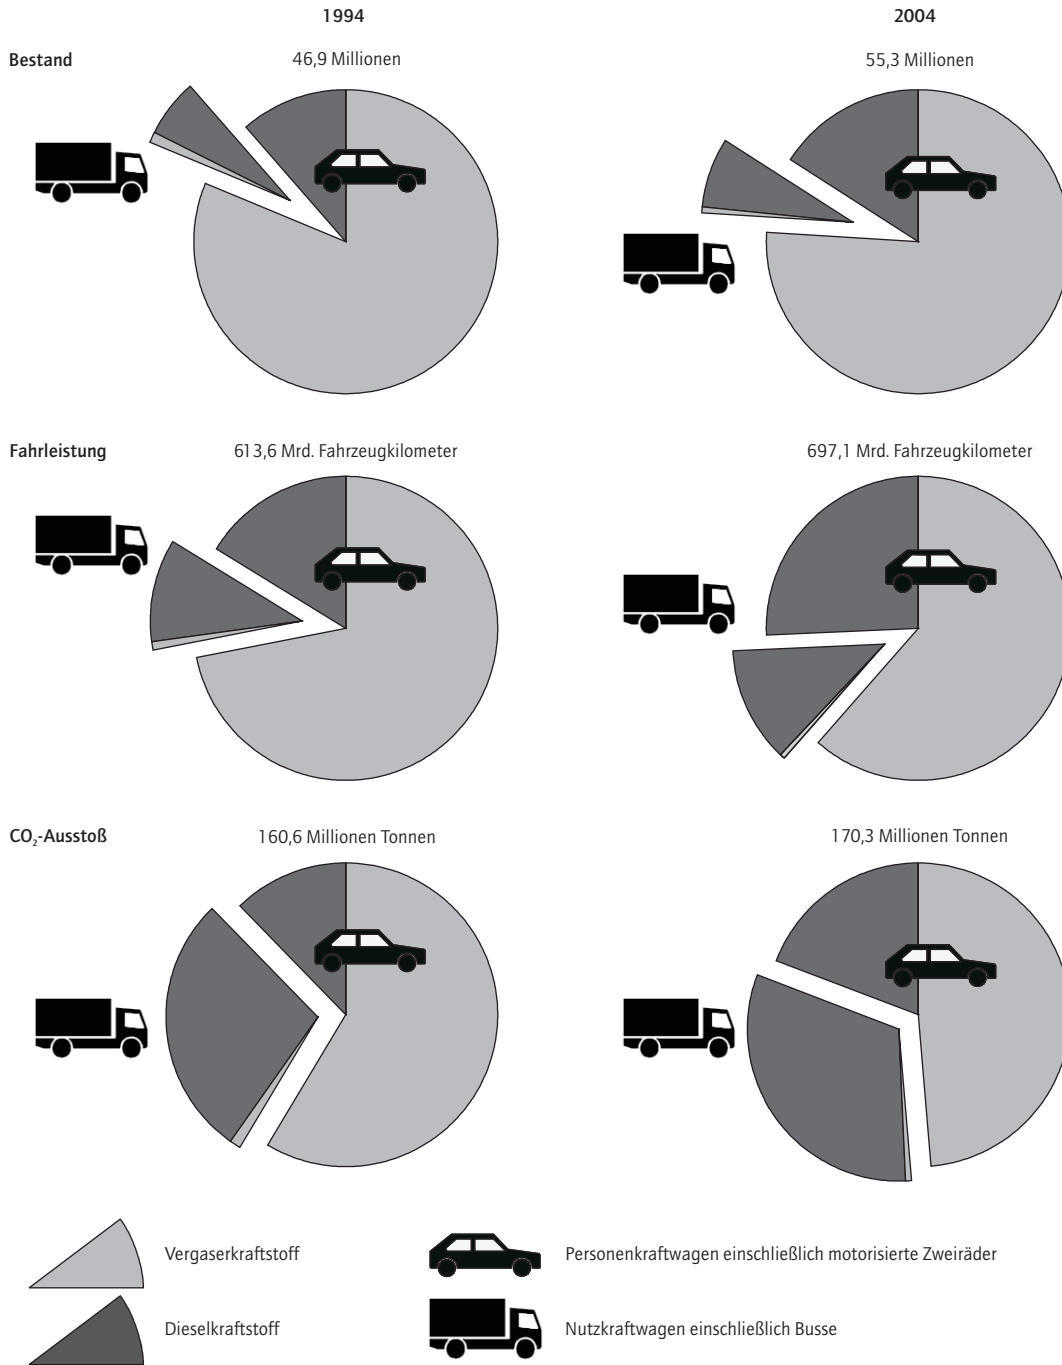 1994 2004
Bestand 46,9 Millionen 55,3 Millionen
Fahrleistung 613,6 Mrd. Fahrzeugkilometer 697,1 Mrd. Fahrzeugkilometer
CO₂-Ausstoß 160,6 Millionen Tonnen 170,3 Millionen Tonnen
Vergaserkraftstoff Personenkraftwagen einschließlich motorisierte Zweiräder
Dieselkraftstoff Nutzkraftwagen einschließlich Busse